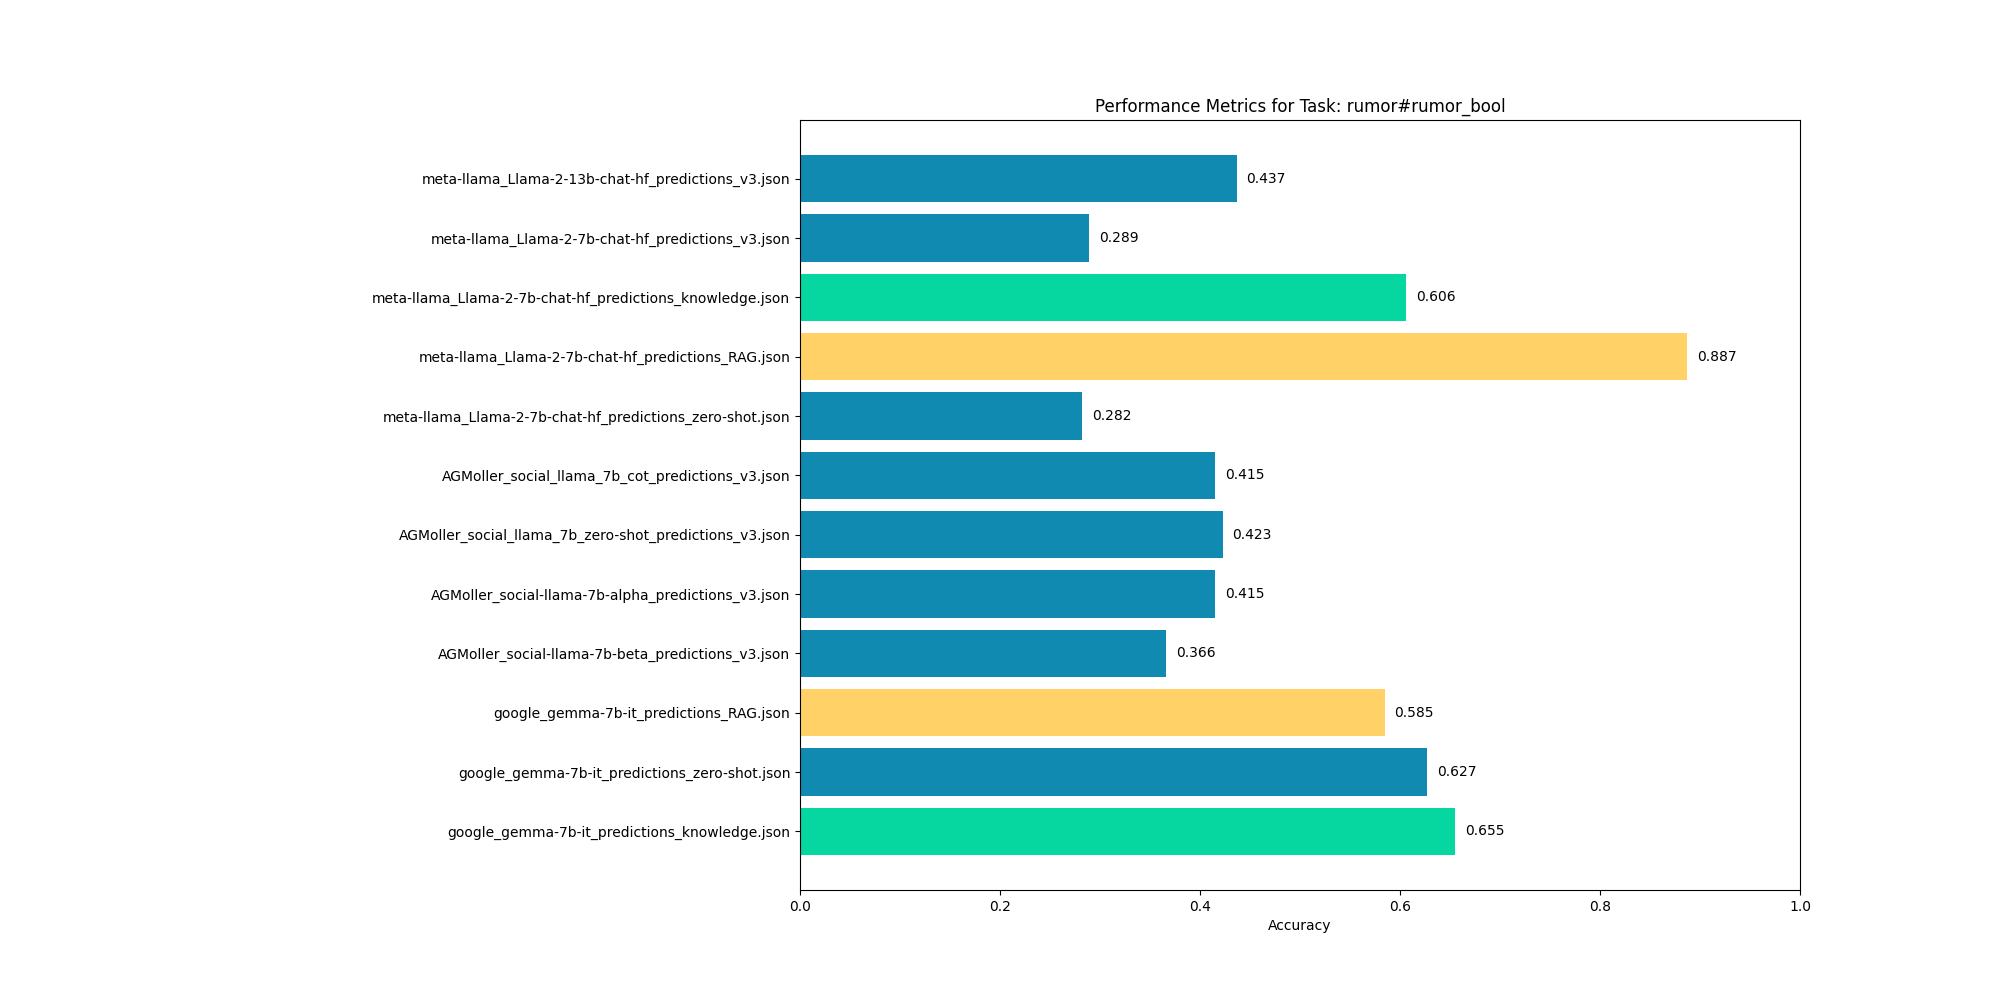 Performance Metrics for Task: rumor#rumor_bool
meta-llama_Llama-2-13b-chat-hf_predictions_v3.json 0.437
meta-llama_Llama-2-7b-chat-hf_predictions_v3.json 0.289
meta-llama_Llama-2-7b-chat-hf_predictions_knowledge.json 0.606
meta-llama_Llama-2-7b-chat-hf_predictions_RAG.json 0.887
meta-llama_Llama-2-7b-chat-hf_predictions_zero-shot.json 0.282
AGMoller_social_llama_7b_cot_predictions_v3.json 0.415
AGMoller_social_llama_7b_zero-shot_predictions_v3.json 0.423
AGMoller_social-llama-7b-alpha_predictions_v3.json 0.415
AGMoller_social-llama-7b-beta_predictions_v3.json 0.366
google_gemma-7b-it_predictions_RAG.json 0.585
google_gemma-7b-it_predictions_zero-shot.json 0.627
google_gemma-7b-it_predictions_knowledge.json 0.655
0.0 0.2 0.4 0.6 0.8 1.0
Accuracy